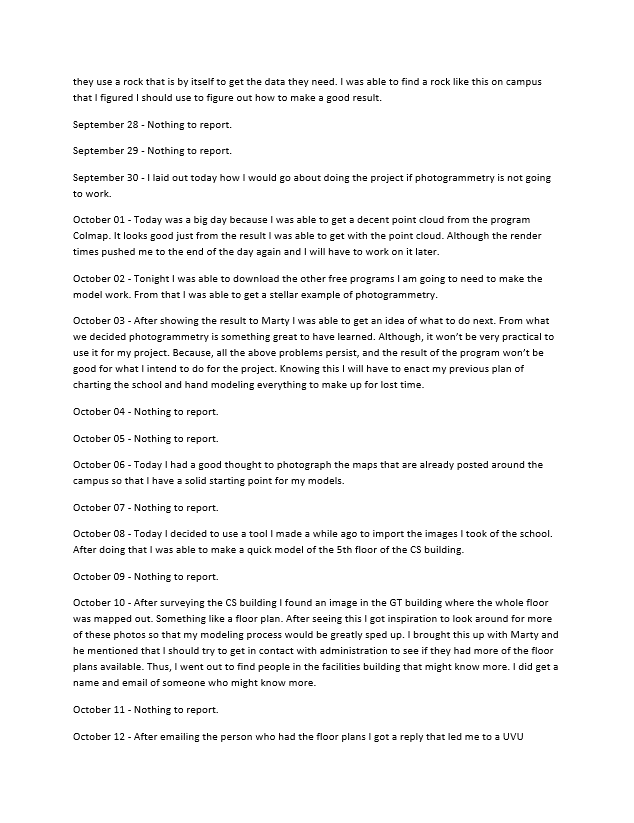 they use a rock that is by itself to get the data they need. I was able to find a rock like this on campus
that I figured I should use to figure out how to make a good result.
September 28 - Nothing to report.
September 29 - Nothing to report.
September 30 - I laid out today how I would go about doing the project if photogrammetry is not going
to work.
October 01 - Today was a big day because I was able to get a decent point cloud from the program
Colmap. It looks good just from the result I was able to get with the point cloud. Although the render
times pushed me to the end of the day again and I will have to work on it later.
October 02 - Tonight I was able to download the other free programs I am going to need to make the
model work. From that I was able to get a stellar example of photogrammetry.
October 03 - After showing the result to Marty I was able to get an idea of what to do next. From what
we decided photogrammetry is something great to have learned. Although, it won't be very practical to
use it for my project. Because, all the above problems persist, and the result of the program won't be
good for what I intend to do for the project. Knowing this I will have to enact my previous plan of
charting the school and hand modeling everything to make up for lost time.
October 04 - Nothing to report.
October 05 - Nothing to report.
October 06 - Today I had a good thought to photograph the maps that are already posted around the
campus so that I have a solid starting point for my models.
October 07 - Nothing to report.
October 08 - Today I decided to use a tool I made a while ago to import the images I took of the school.
After doing that I was able to make a quick model of the 5th floor of the CS building.
October 09 - Nothing to report.
October 10 - After surveying the CS building I found an image in the GT building where the whole floor
was mapped out. Something like a floor plan. After seeing this I got inspiration to look around for more
of these photos so that my modeling process would be greatly sped up. I brought this up with Marty and
he mentioned that I should try to get in contact with administration to see if they had more of the floor
plans available. Thus, I went out to find people in the facilities building that might know more. I did get a
name and email of someone who might know more.
October 11 - Nothing to report.
October 12 - After emailing the person who had the floor plans I got a reply that led me to a UVU